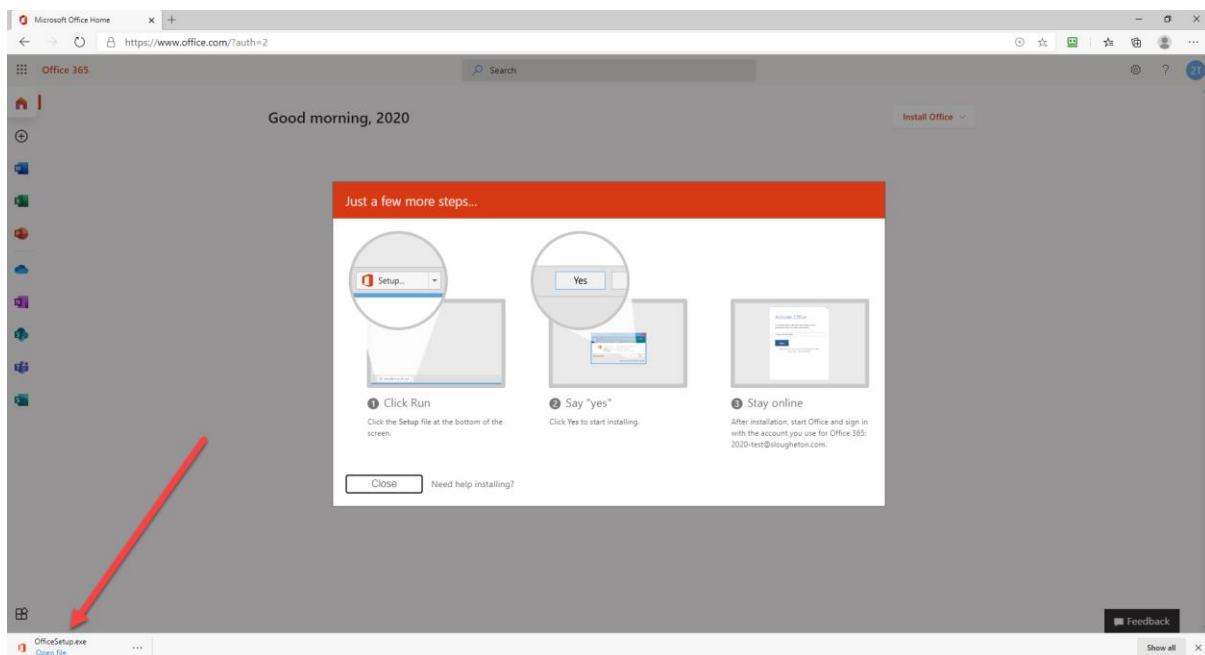 Microsoft Office Home
https://www.office.com/?auth=2
Office 365
Search
2T
Good morning, 2020
Install Office
Just a few more steps...
Setup...
Yes
Activate Office
1 Click Run
Click the Setup file at the bottom of the
screen.
2 Say "yes"
Click Yes to start installing.
3 Stay online
After installation, start Office and sign in
with the account you use for Office 365:
2020-test@slougheton.com.
Close
Need help installing?
Feedback
OfficeSetup.exe
Open file
Show all